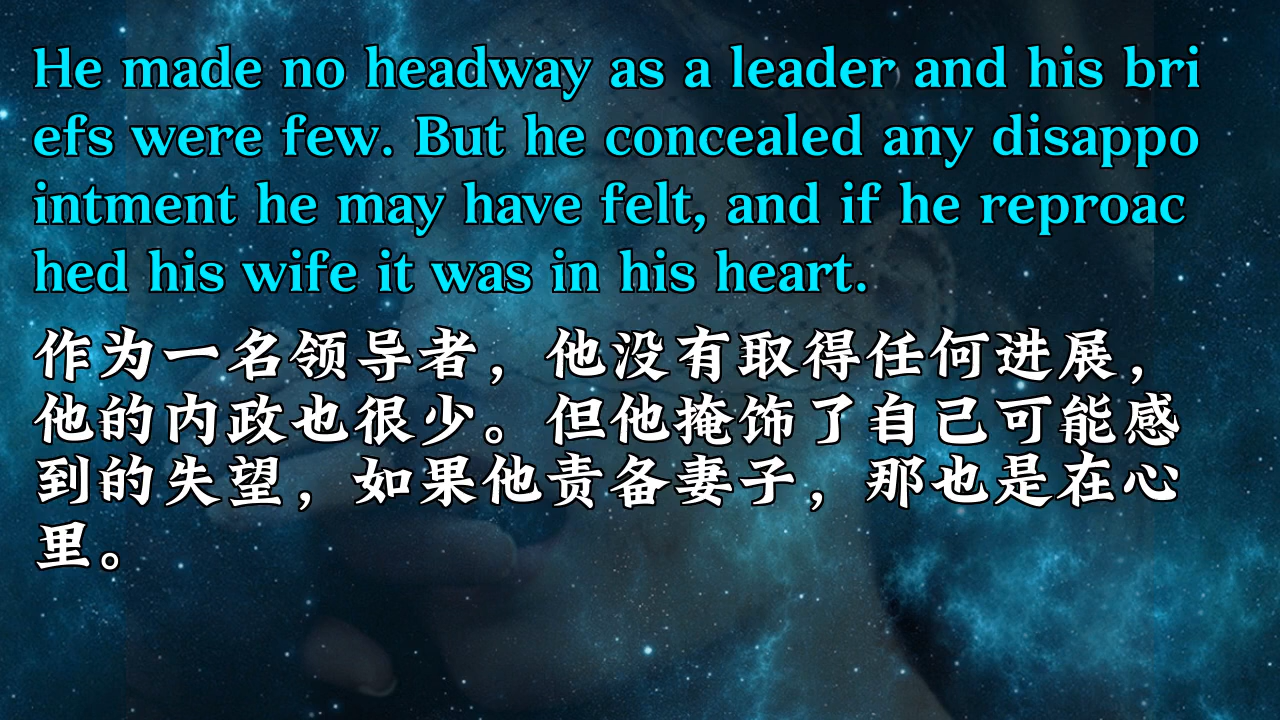 He made no headway as a leader and his bri
efs were few. But he concealed any disappo
intment he may have felt, and if he reproac
hed his wife it was in his heart.
作为一名领导者，他没有取得任何进展，
他的内政也很少。但他掩饰了自己可能感
到的失望，如果他责备妻子，那也是在心
里。